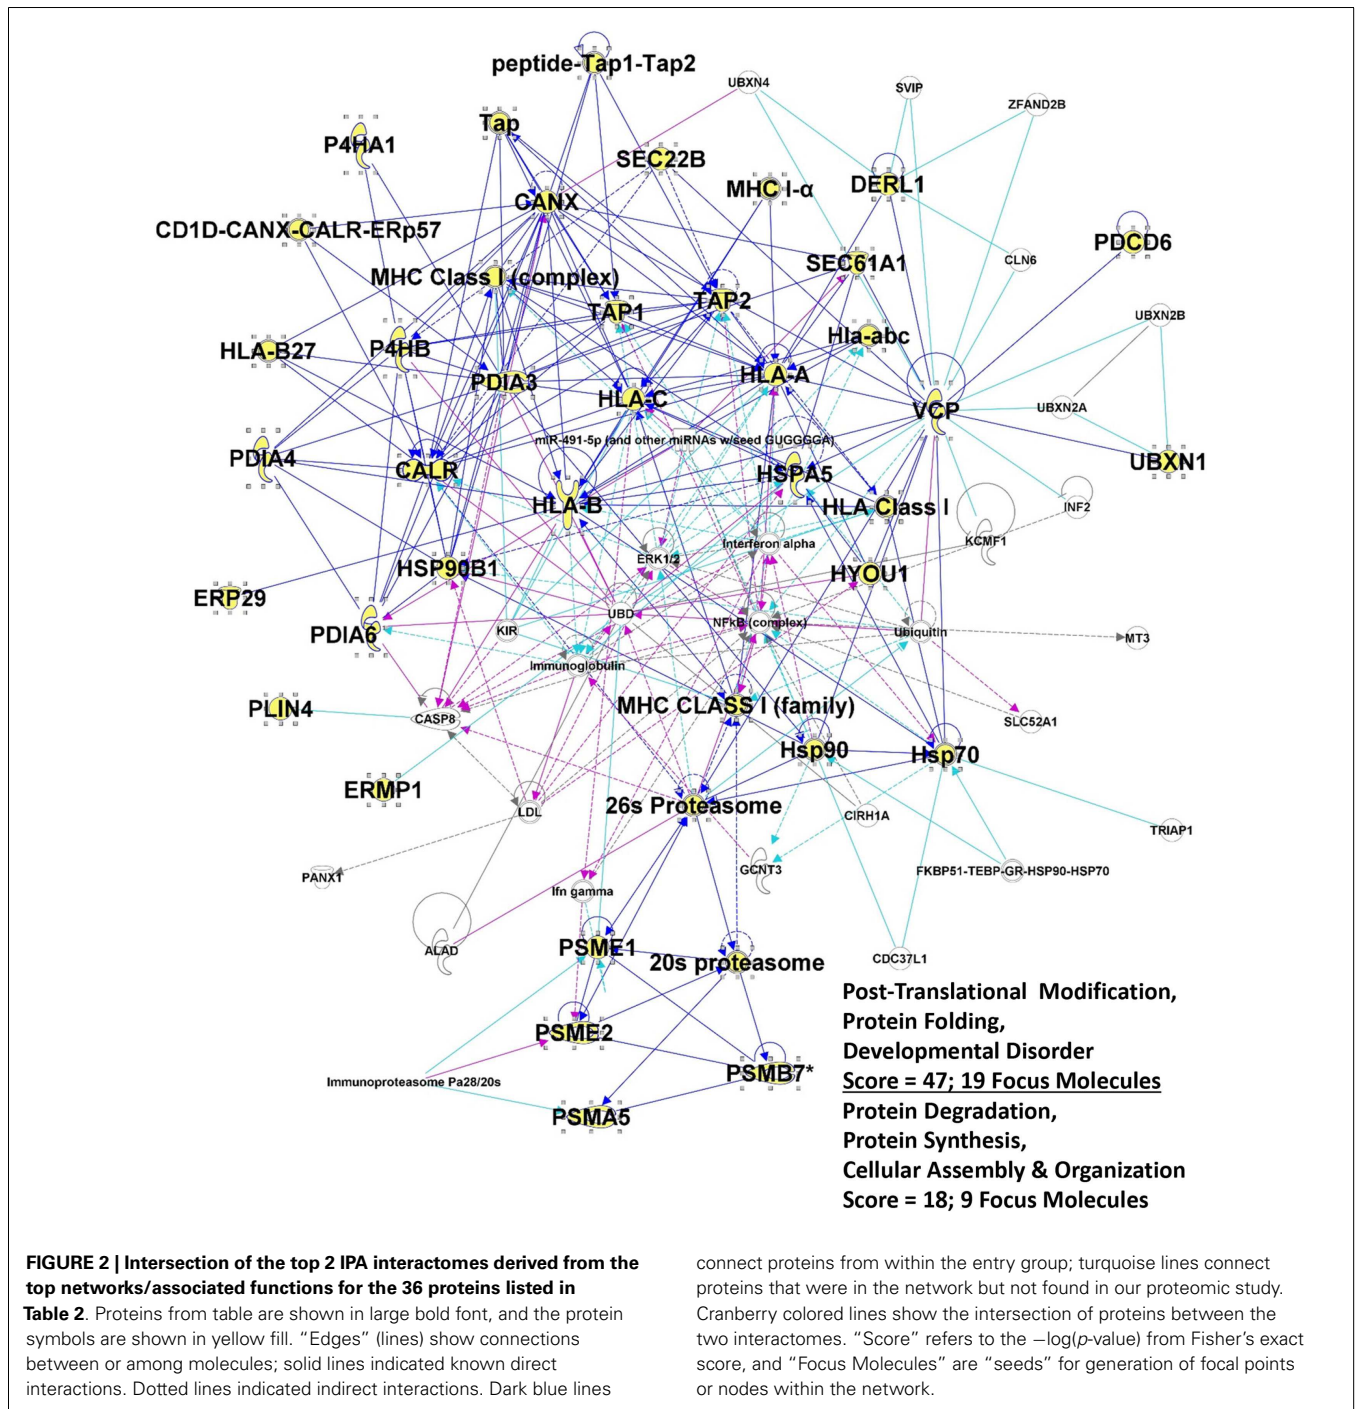 peptide-Tap1-Tap2
UBXN4
SVIP
ZFAND2B
Tap
P4HA1
SEC22B
MHC I-α
DERL1
CANX
CD1D-CANX-CALR-ERp57
PDCD6
SEC61A1
CLN6
MHC Class I (complex)
TAP1
TAP2
UBXN2B
Hla-abc
HLA-B27
P4HB
PDIA3
HLA-A
HLA-C
VCP
UBXN2A
miR-491-5p (and other miRNAs w/seed GUGGGGA)
PDIA4
CALR
HSPA5
UBXN1
HLA-B
HLA Class I
INF2
KCMF1
Interferon alpha
ERK1/2
HSP90B1
HYOU1
ERP29
UBD
NFkB (complex)
PDIA6
KIR
Ubiquitin
MT3
Immunoglobulin
PLIN4
CASP8
MHC CLASS I (family)
SLC52A1
Hsp90
Hsp70
ERMP1
26s Proteasome
LDL
CIRH1A
TRIAP1
PANX1
GCNT3
FKBP51-TEBP-GR-HSP90-HSP70
Ifn gamma
ALAD
PSME1
20s proteasome
CDC37L1
PSME2
PSMB7*
Immunoproteasome Pa28/20s
PSMA5
Post-Translational Modification,
Protein Folding,
Developmental Disorder
Score = 47; 19 Focus Molecules
Protein Degradation,
Protein Synthesis,
Cellular Assembly & Organization
Score = 18; 9 Focus Molecules
FIGURE 2 | Intersection of the top 2 IPA interactomes derived from the
top networks/associated functions for the 36 proteins listed in
Table 2. Proteins from table are shown in large bold font, and the protein
symbols are shown in yellow fill. “Edges” (lines) show connections
between or among molecules; solid lines indicated known direct
interactions. Dotted lines indicated indirect interactions. Dark blue lines
connect proteins from within the entry group; turquoise lines connect
proteins that were in the network but not found in our proteomic study.
Cranberry colored lines show the intersection of proteins between the
two interactomes. “Score” refers to the −log(p-value) from Fisher’s exact
score, and “Focus Molecules” are “seeds” for generation of focal points
or nodes within the network.